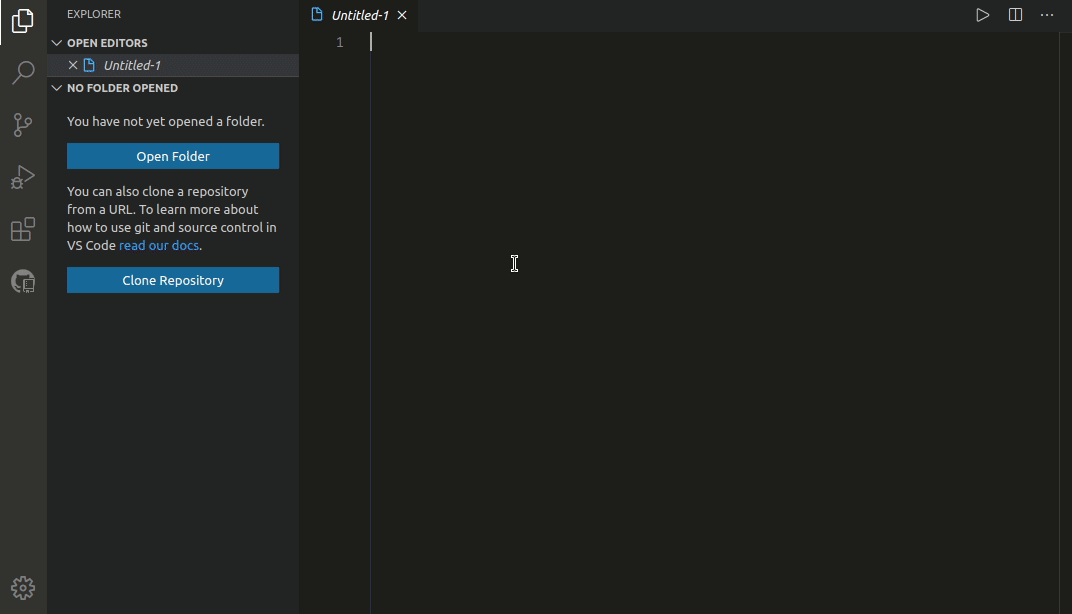 EXPLORER
Untitled-1
OPEN EDITORS
Untitled-1
NO FOLDER OPENED
You have not yet opened a folder.
Open Folder
You can also clone a repository
from a URL. To learn more about
how to use git and source control in
VS Code read our docs.
Clone Repository
1